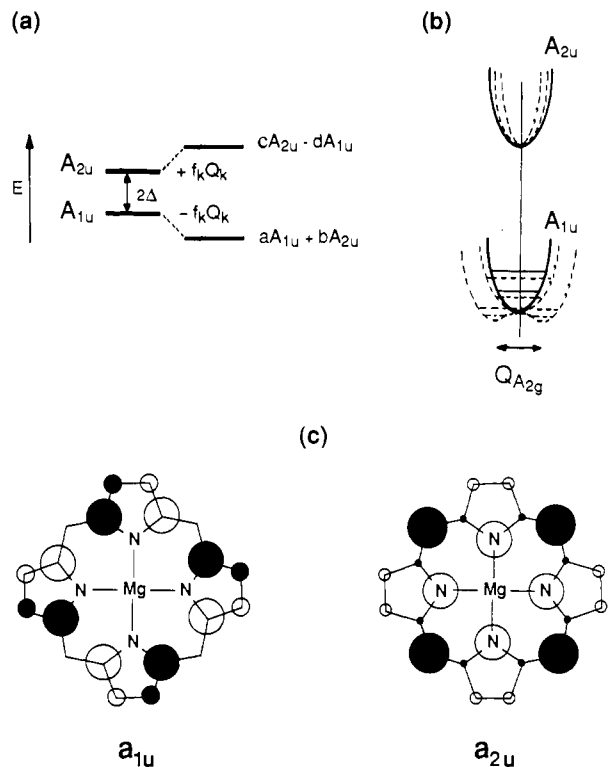 (a)
E
A2u
A1u
2Δ
+ fkQk
− fkQk
cA2u - dA1u
aA1u + bA2u
(b)
A2u
A1u
QA2g
(c)
N
N
Mg
N
N
a1u
N
N
Mg
N
N
a2u